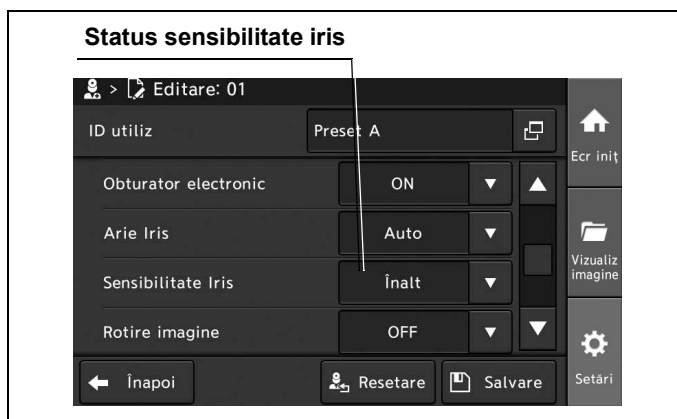 Status sensibilitate iris
> Editare: 01
ID utiliz Preset A
Ecr iniț
Obturator electronic ON
Arie Iris Auto
Vizualiz
imagine
Sensibilitate Iris Înalt
Rotire imagine OFF
Înapoi Resetare Salvare Setări